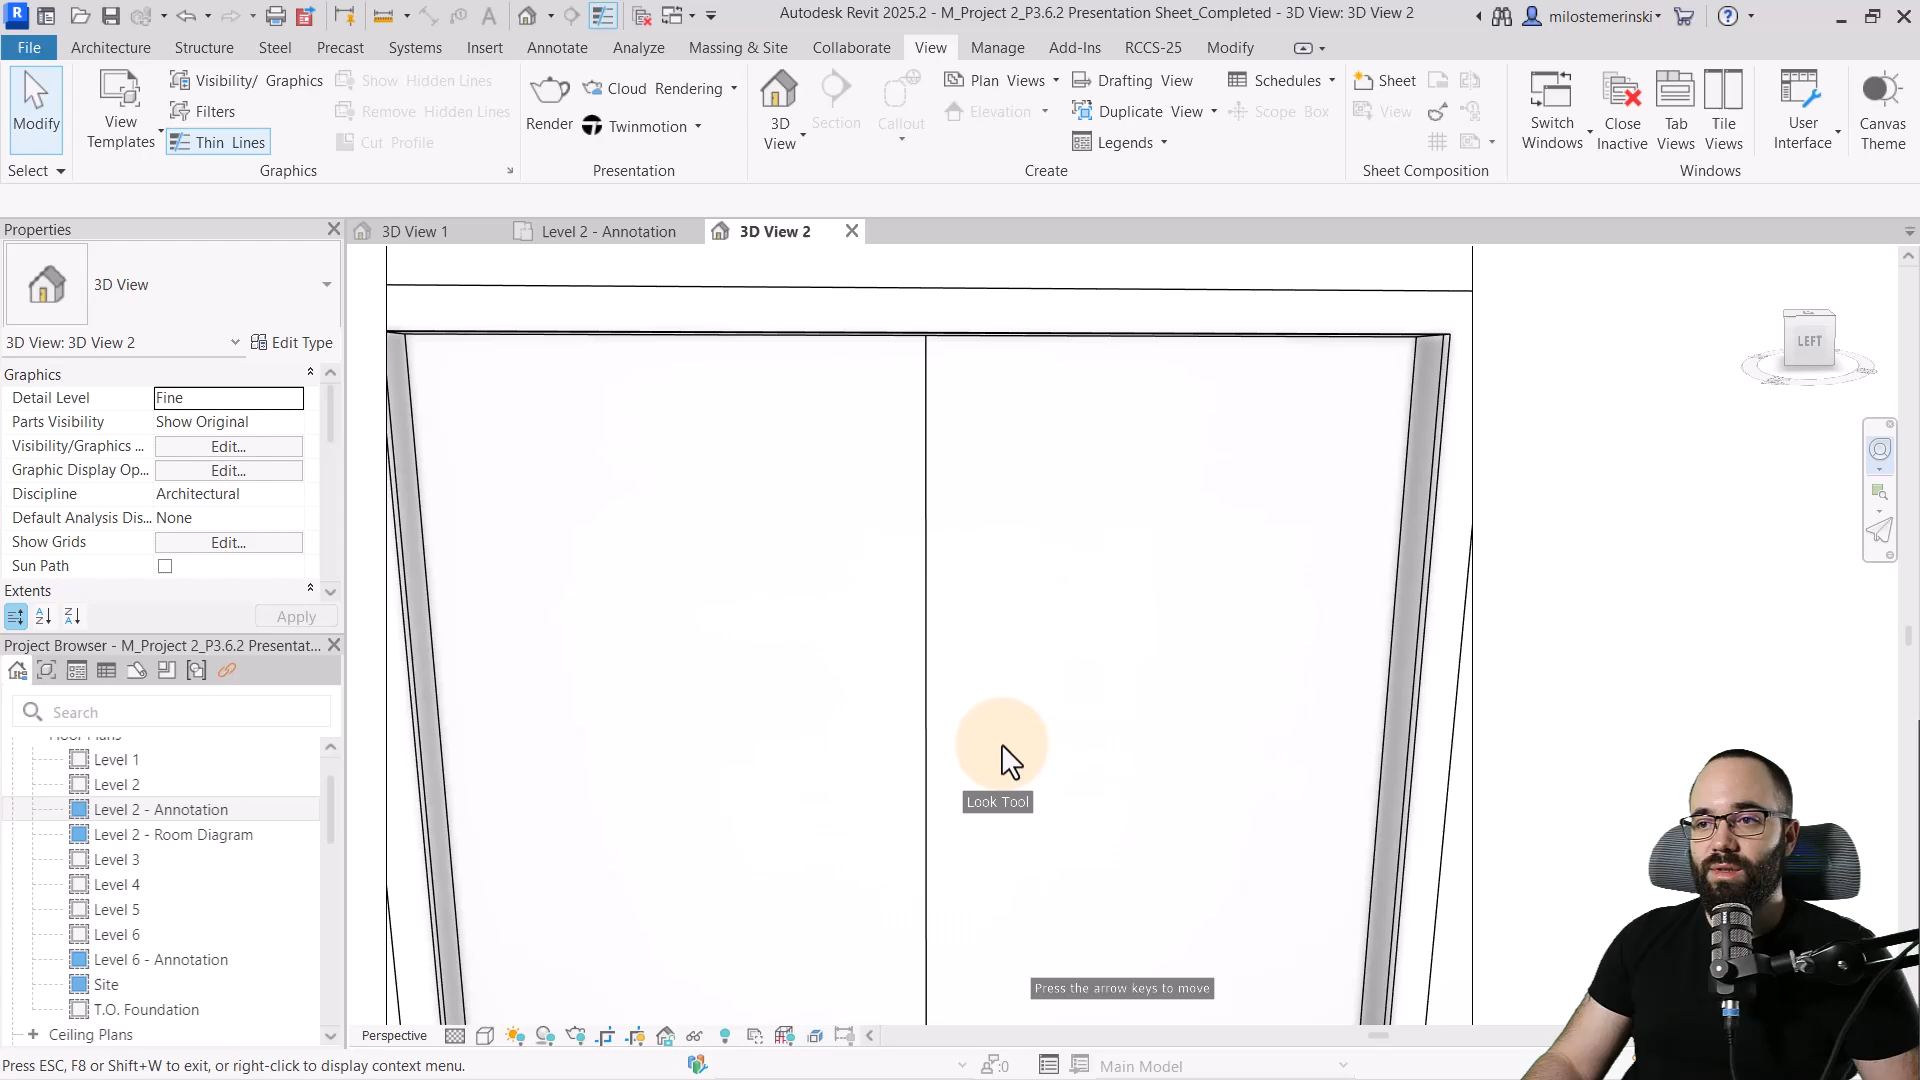 Autodesk Revit 2025.2 - M_Project 2_P3.6.2 Presentation Sheet_Completed - 3D View: 3D View 2
milostemerinski
File Architecture Structure Steel Precast Systems Insert Annotate Analyze Massing & Site Collaborate View Manage Add-Ins RCCS-25 Modify
Modify
View Templates
Visibility/ Graphics
Filters
Thin Lines
Show Hidden Lines
Remove Hidden Lines
Cut Profile
Render
Cloud Rendering
Twinmotion
3D View
Section
Callout
Plan Views
Elevation
Drafting View
Duplicate View
Legends
Schedules
Scope Box
Sheet
View
Switch Windows
Close Inactive
Tab Views
Tile Views
User Interface
Canvas Theme
Select Graphics Presentation Create Sheet Composition Windows
Properties
3D View 1 Level 2 - Annotation 3D View 2
3D View
3D View: 3D View 2 Edit Type
Graphics
Detail Level Fine
Parts Visibility Show Original
Visibility/Graphics ... Edit...
Graphic Display Op... Edit...
Discipline Architectural
Default Analysis Dis... None
Show Grids Edit...
Sun Path
Extents
Apply
LEFT
Project Browser - M_Project 2_P3.6.2 Presentat...
Search
Floor Plans
Level 1
Level 2
Level 2 - Annotation
Level 2 - Room Diagram
Level 3
Level 4
Level 5
Level 6
Level 6 - Annotation
Site
T.O. Foundation
Ceiling Plans
Look Tool
Press the arrow keys to move
Perspective
Press ESC, F8 or Shift+W to exit, or right-click to display context menu.
:0
Main Model